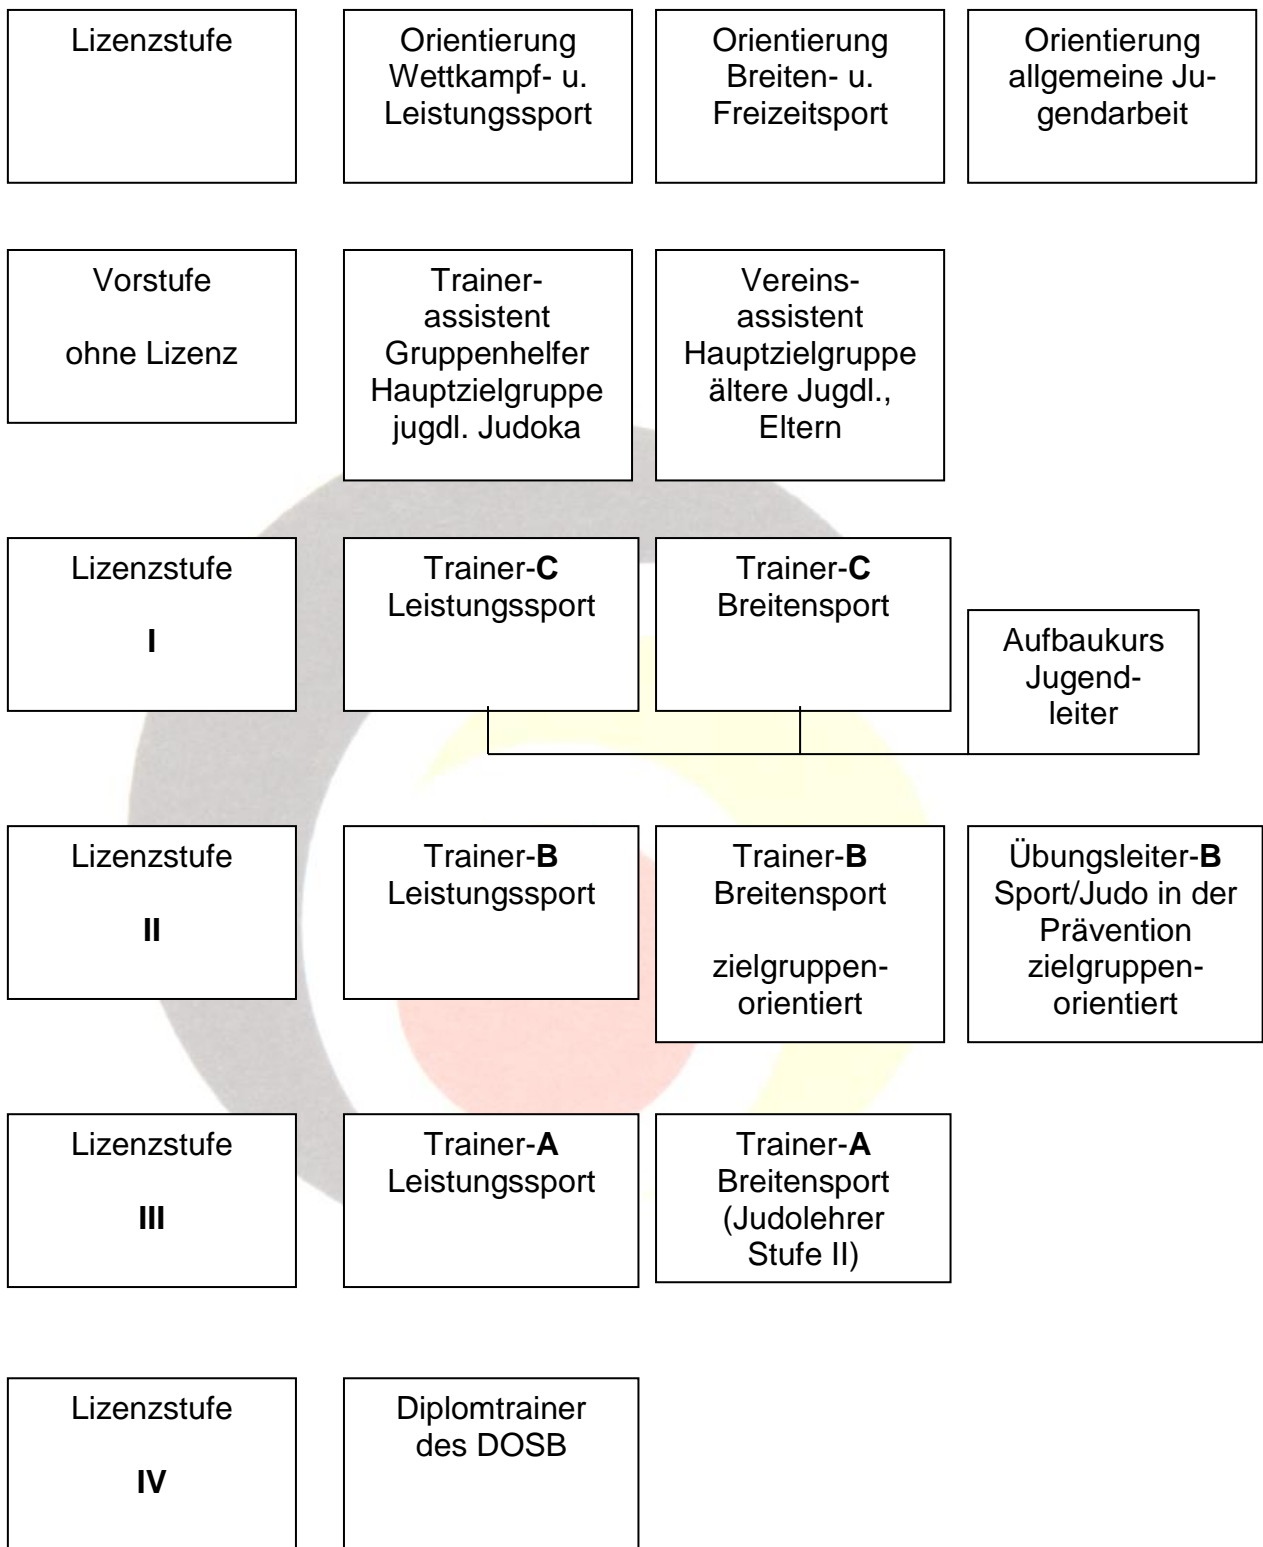 Lizenzstufe
Orientierung
Wettkampf- u.
Leistungssport
Orientierung
Breiten- u.
Freizeitsport
Orientierung
allgemeine Ju-
gendarbeit
Vorstufe
ohne Lizenz
Trainer-
assistent
Gruppenhelfer
Hauptzielgruppe
jugdl. Judoka
Vereins-
assistent
Hauptzielgruppe
ältere Jugdl.,
Eltern
Lizenzstufe
I
Trainer-C
Leistungssport
Trainer-C
Breitensport
Aufbaukurs
Jugend-
leiter
Lizenzstufe
II
Trainer-B
Leistungssport
Trainer-B
Breitensport
zielgruppen-
orientiert
Übungsleiter-B
Sport/Judo in der
Prävention
zielgruppen-
orientiert
Lizenzstufe
III
Trainer-A
Leistungssport
Trainer-A
Breitensport
(Judolehrer
Stufe II)
Lizenzstufe
IV
Diplomtrainer
des DOSB